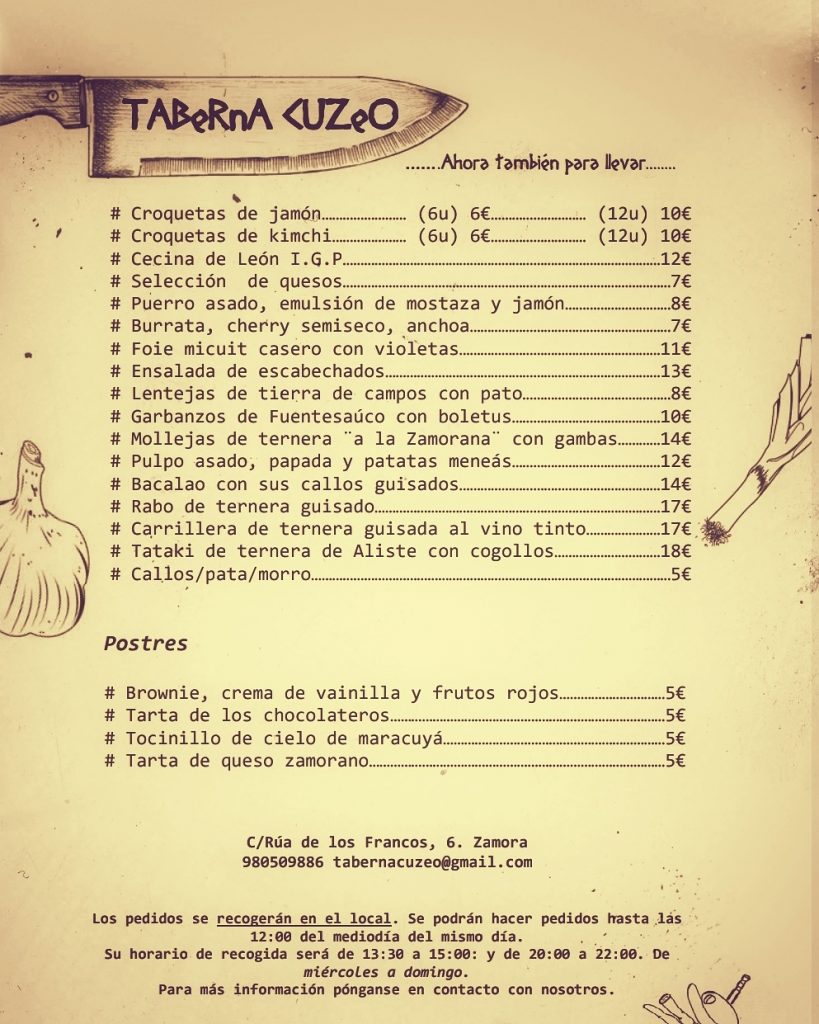 TABeRnA CUZeO
.......Ahora también para llevar........
# Croquetas de jamón………………… (6u) 6€………………………… (12u) 10€
# Croquetas de kimchi……………… (6u) 6€………………………… (12u) 10€
# Cecina de León I.G.P……………………………………………………………………12€
# Selección  de quesos……………………………………………………………………7€
# Puerro asado, emulsión de mostaza y jamón…………………………8€
# Burrata, cherry semiseco, anchoa………………………………………………7€
# Foie micuit casero con violetas………………………………………………11€
# Ensalada de escabechados……………………………………………………………13€
# Lentejas de tierra de campos con pato…………………………………8€
# Garbanzos de Fuentesaúco con boletus…………………………………10€
# Mollejas de ternera ¨a la Zamorana¨ con gambas…………14€
# Pulpo asado, papada y patatas meneás…………………………………12€
# Bacalao con sus callos guisados………………………………………………14€
# Rabo de ternera guisado………………………………………………………………17€
# Carrillera de ternera guisada al vino tinto…………………17€
# Tataki de ternera de Aliste con cogollos…………………………18€
# Callos/pata/morro……………………………………………………………………………5€
Postres
# Brownie, crema de vainilla y frutos rojos…………………………5€
# Tarta de los chocolateros……………………………………………………………5€
# Tocinillo de cielo de maracuyá…………………………………………………5€
# Tarta de queso zamorano…………………………………………………………………5€
C/Rúa de los Francos, 6. Zamora
980509886 tabernacuzeo@gmail.com
Los pedidos se recogerán en el local. Se podrán hacer pedidos hasta las
12:00 del mediodía del mismo día.
Su horario de recogida será de 13:30 a 15:00: y de 20:00 a 22:00. De
miércoles a domingo.
Para más información pónganse en contacto con nosotros.